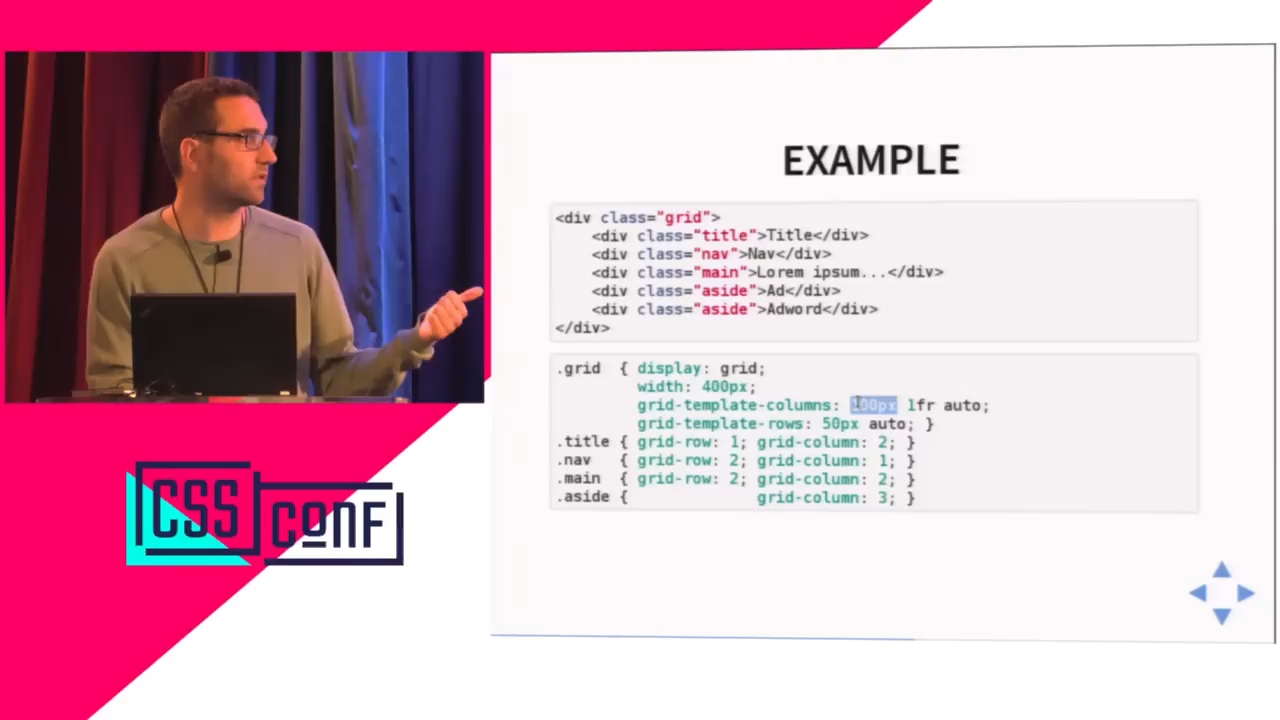 EXAMPLE
<div class="grid">
<div class="title">Title</div>
<div class="nav">Nav</div>
<div class="main">Lorem ipsum...</div>
<div class="aside">Ad</div>
<div class="aside">Adword</div>
</div>
.grid { display: grid;
width: 400px;
grid-template-columns: 100px 1fr auto;
grid-template-rows: 50px auto; }
.title { grid-row: 1; grid-column: 2; }
.nav { grid-row: 2; grid-column: 1; }
.main { grid-row: 2; grid-column: 2; }
.aside { grid-column: 3; }
CSS
conf